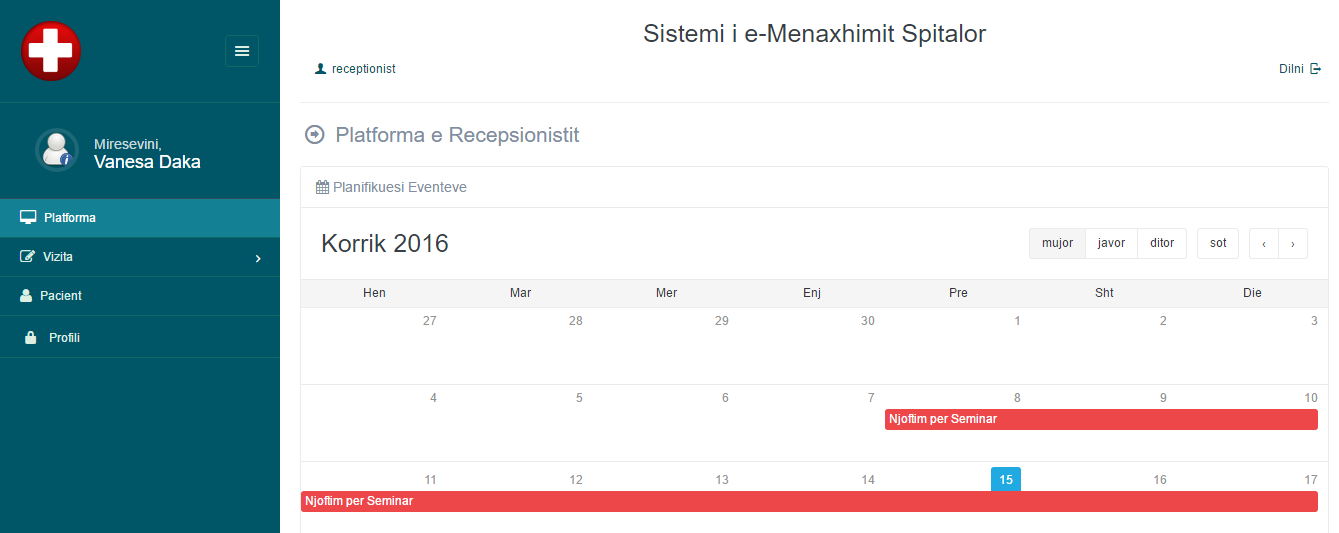 Sistemi i e-Menaxhimit Spitalor
receptionist
Dilni
Miresevini,
Vanesa Daka
Platforma
Vizita
Pacient
Profili
Platforma e Recepsionistit
Planifikuesi Eventeve
Korrik 2016
mujor javor ditor sot ‹ ›
Hen Mar Mer Enj Pre Sht Die
27 28 29 30 1 2 3
4 5 6 7 8 9 10
Njoftim per Seminar
11 12 13 14 15 16 17
Njoftim per Seminar